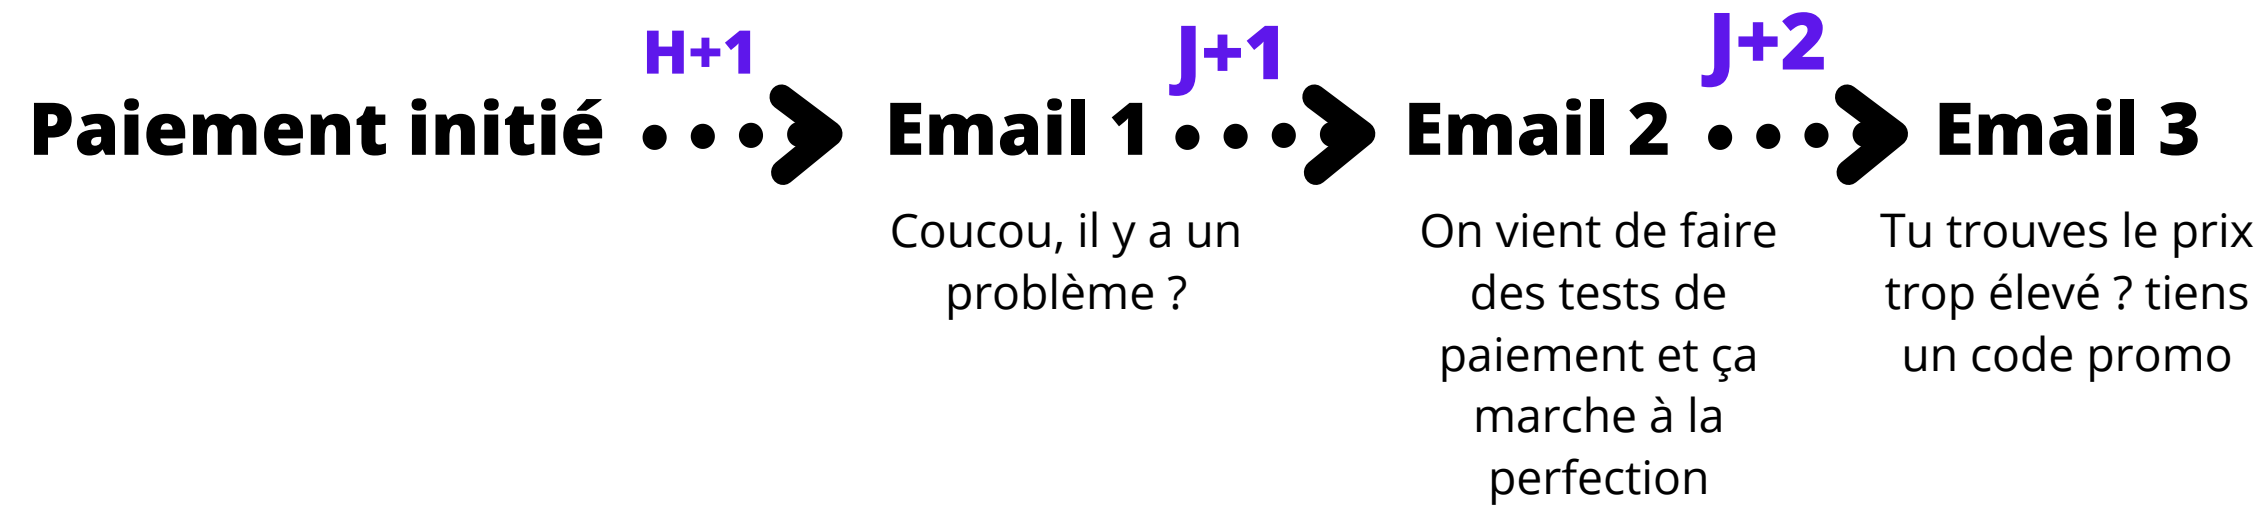 H+1
J+1
J+2
Paiement initié
Email 1
Email 2
Email 3
Coucou, il y a un
problème ?
On vient de faire
des tests de
paiement et ça
marche à la
perfection
Tu trouves le prix
trop élevé ? tiens
un code promo